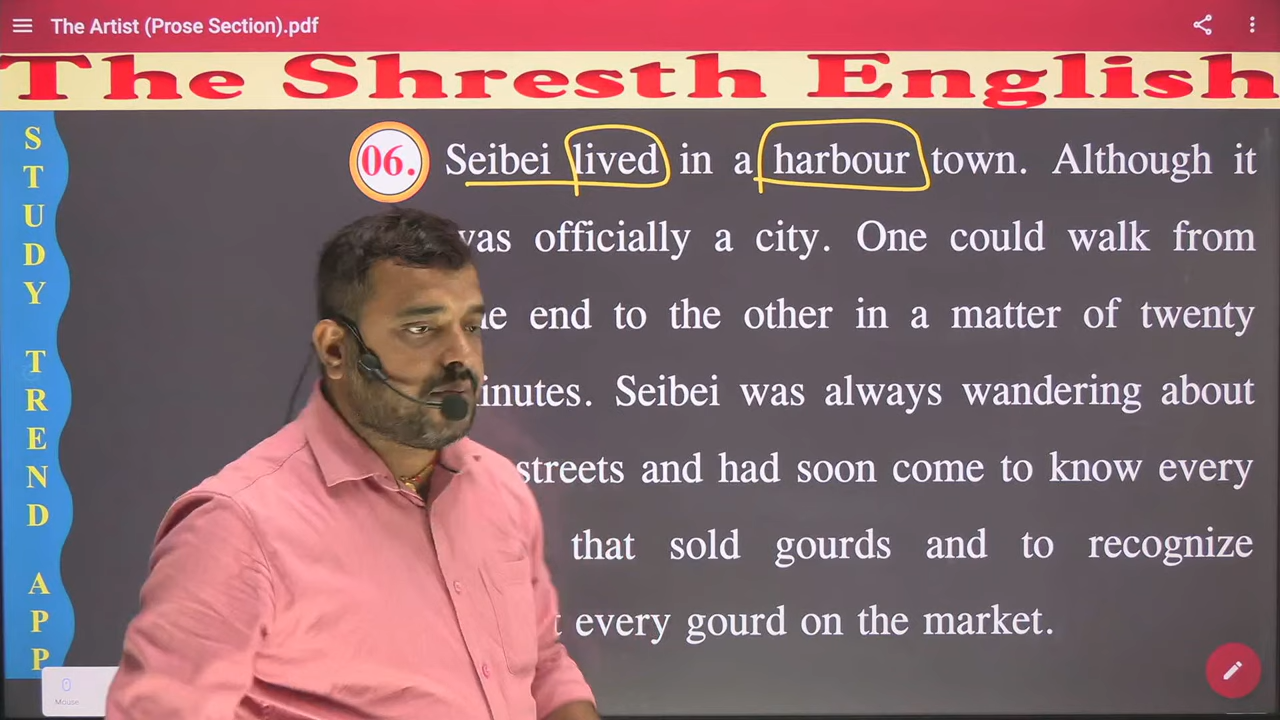 The Artist (Prose Section).pdf
The Shresth English
STUDY TREND APP
06. Seibei lived in a harbour town. Although it
was officially a city. One could walk from
end to the other in a matter of twenty
Seibei was always wandering about
streets and had soon come to know every
that sold gourds and to recognize
every gourd on the market.
Mouse